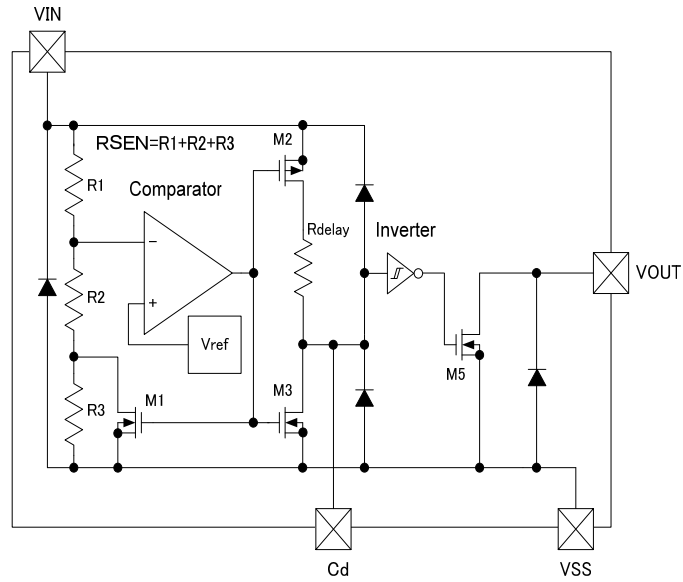 VIN
RSEN=R1+R2+R3
M2
R1
Comparator
Rdelay
Inverter
−
VOUT
R2
+
Vref
M5
M1
M3
R3
Cd
VSS